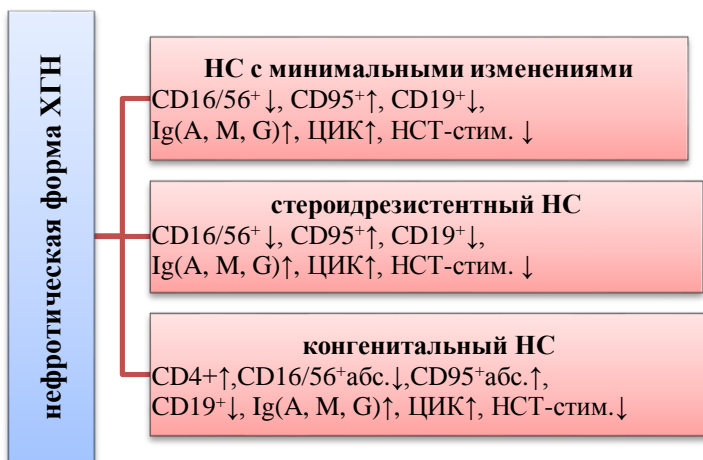 нефротическая форма ХГН
НС с минимальными изменениями
CD16/56⁺ ↓, CD95⁺↑, CD19⁺↓,
Ig(A, M, G)↑, ЦИК↑, НСТ-стим. ↓
стероидрезистентный НС
CD16/56⁺ ↓, CD95⁺↑, CD19⁺↓,
Ig(A, M, G)↑, ЦИК↑, НСТ-стим. ↓
конгенитальный НС
CD4+↑,CD16/56⁺абс.↓,CD95⁺абс.↑,
CD19⁺↓, Ig(A, M, G)↑, ЦИК↑, НСТ-стим.↓